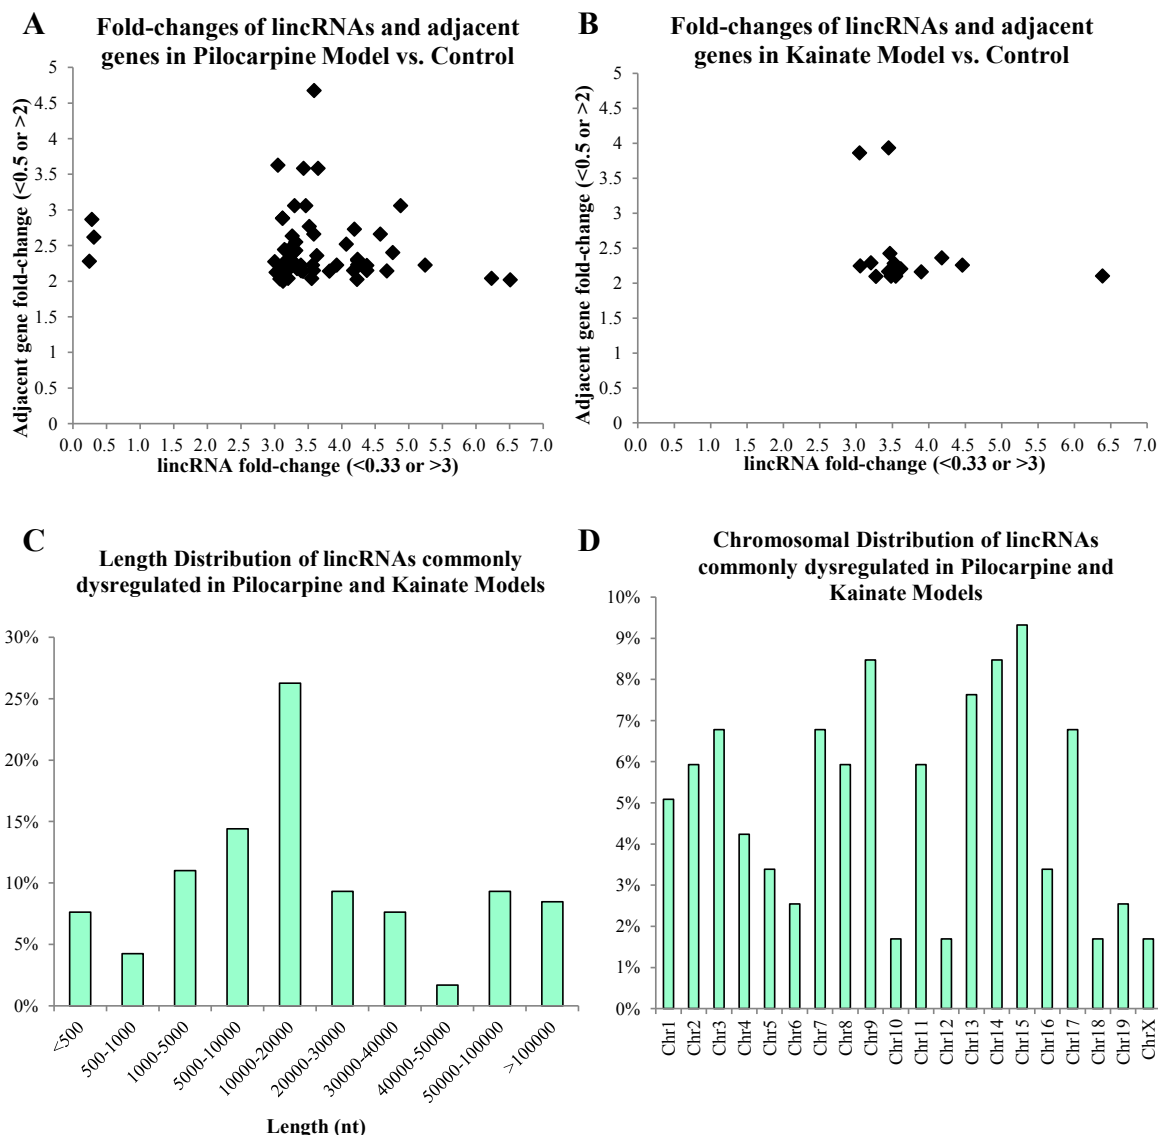 A
Fold-changes of lincRNAs and adjacent
genes in Pilocarpine Model vs. Control
Adjacent gene fold-change (<0.5 or >2)
5
4.5
4
3.5
3
2.5
2
1.5
1
0.5
0
0.0 0.5 1.0 1.5 2.0 2.5 3.0 3.5 4.0 4.5 5.0 5.5 6.0 6.5 7.0
lincRNA fold-change (<0.33 or >3)
B
Fold-changes of lincRNAs and adjacent
genes in Kainate Model vs. Control
Adjacent gene fold-change (<0.5 or >2)
5
4.5
4
3.5
3
2.5
2
1.5
1
0.5
0
0.0 0.5 1.0 1.5 2.0 2.5 3.0 3.5 4.0 4.5 5.0 5.5 6.0 6.5 7.0
lincRNA fold-change (<0.33 or >3)
C
Length Distribution of lincRNAs commonly
dysregulated in Pilocarpine and Kainate Models
30%
25%
20%
15%
10%
5%
0%
<500
500-1000
1000-5000
5000-10000
10000-20000
20000-30000
30000-40000
40000-50000
50000-100000
>100000
Length (nt)
D
Chromosomal Distribution of lincRNAs
commonly dysregulated in Pilocarpine and
Kainate Models
10%
9%
8%
7%
6%
5%
4%
3%
2%
1%
0%
Chr1
Chr2
Chr3
Chr4
Chr5
Chr6
Chr7
Chr8
Chr9
Chr10
Chr11
Chr12
Chr13
Chr14
Chr15
Chr16
Chr17
Chr18
Chr19
ChrX